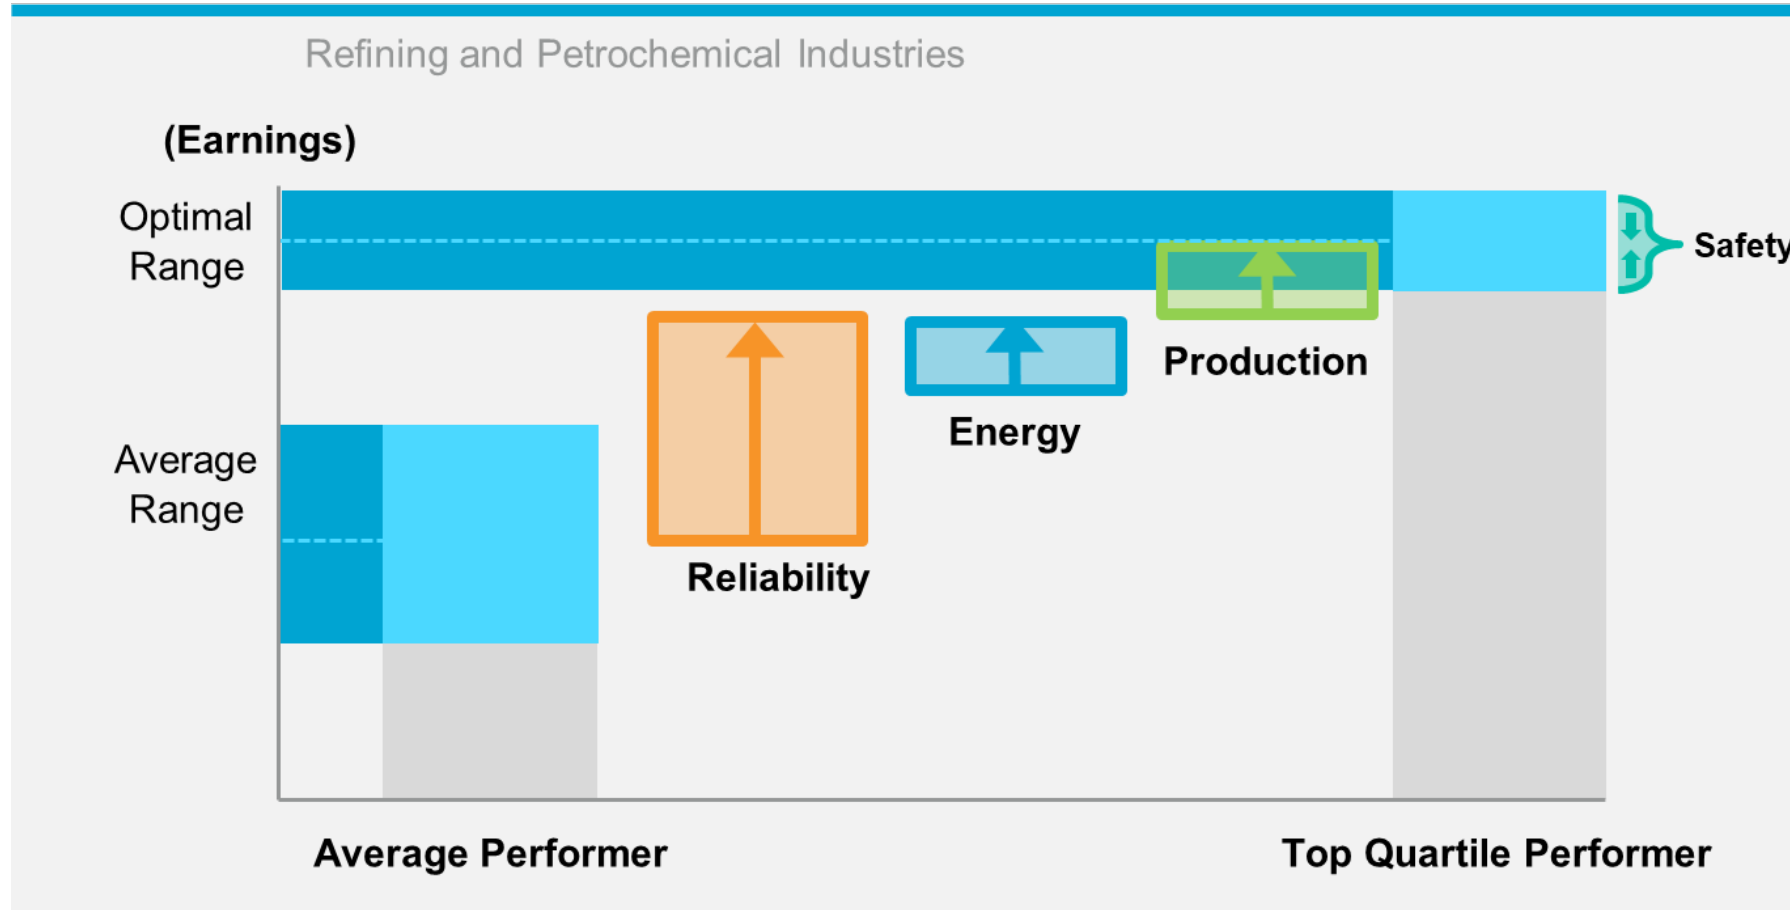 Refining and Petrochemical Industries
(Earnings)
Optimal
Range
Safety
Production
Energy
Average
Range
Reliability
Average Performer
Top Quartile Performer